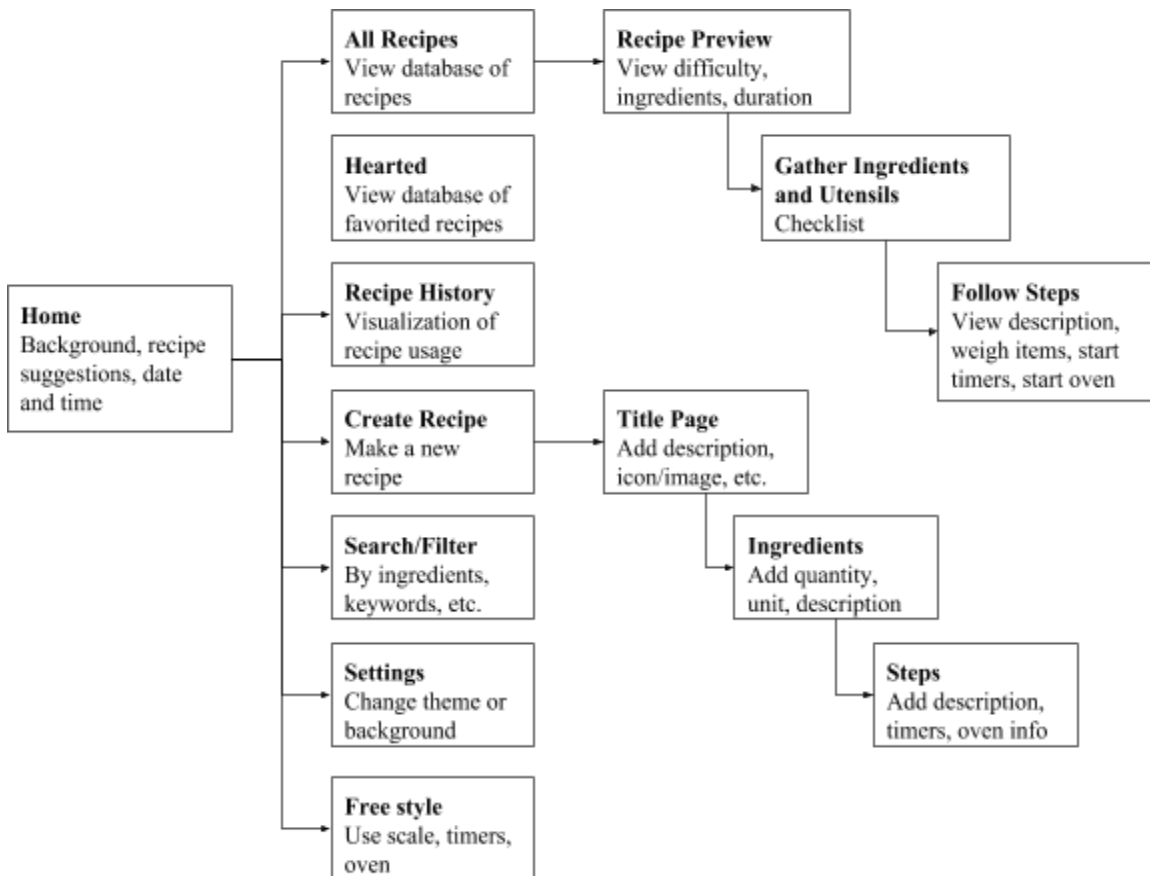 All Recipes
View database of
recipes
Recipe Preview
View difficulty,
ingredients, duration
Hearted
View database of
favorited recipes
Gather Ingredients
and Utensils
Checklist
Home
Background, recipe
suggestions, date
and time
Recipe History
Visualization of
recipe usage
Follow Steps
View description,
weigh items, start
timers, start oven
Create Recipe
Make a new
recipe
Title Page
Add description,
icon/image, etc.
Search/Filter
By ingredients,
keywords, etc.
Ingredients
Add quantity,
unit, description
Settings
Change theme or
background
Steps
Add description,
timers, oven info
Free style
Use scale, timers,
oven